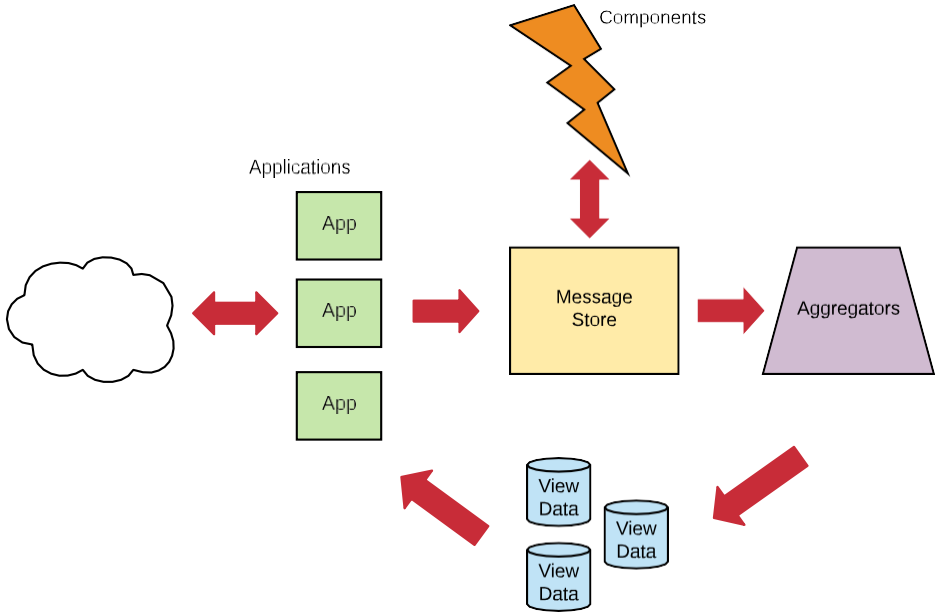 Components
Applications
App
App
App
Message
Store
Aggregators
View
Data
View
Data
View
Data